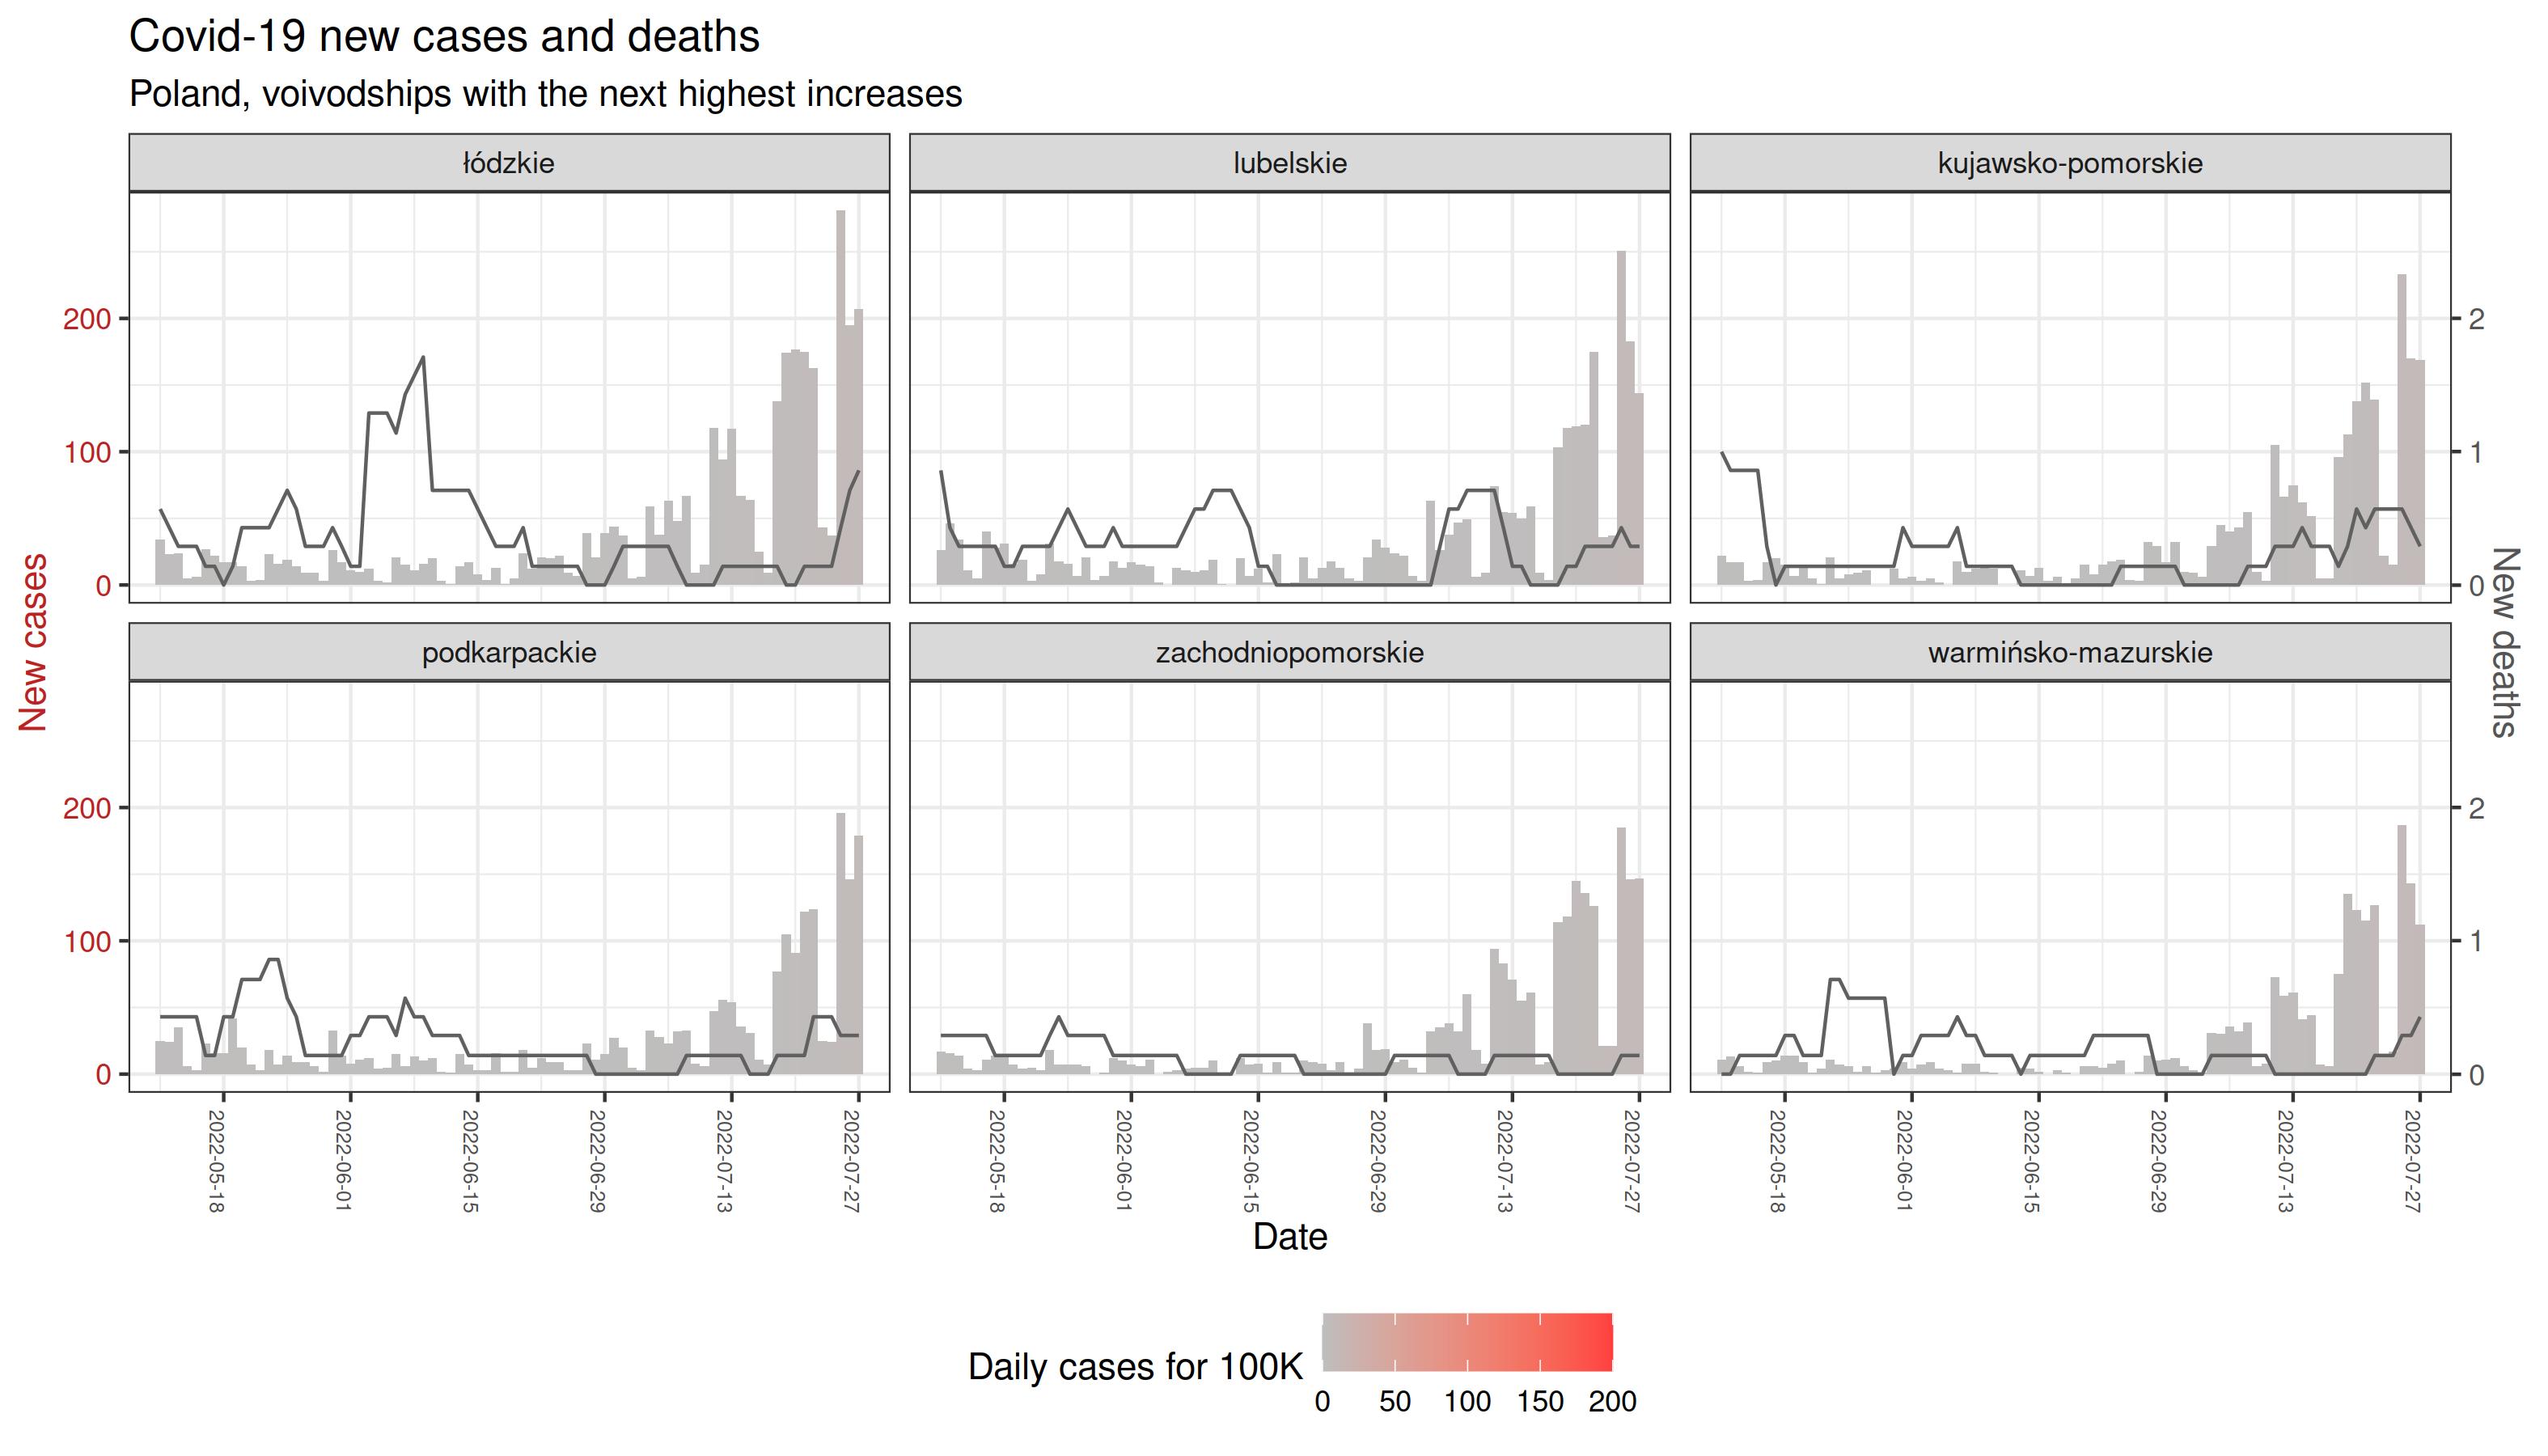 Covid-19 new cases and deaths
Poland, voivodships with the next highest increases
łódzkie
lubelskie
kujawsko-pomorskie
200
100
0
2
1
0
New cases
New deaths
podkarpackie
zachodniopomorskie
warmińsko-mazurskie
200
100
0
2
1
0
2022-05-18
2022-06-01
2022-06-15
2022-06-29
2022-07-13
2022-07-27
2022-05-18
2022-06-01
2022-06-15
2022-06-29
2022-07-13
2022-07-27
2022-05-18
2022-06-01
2022-06-15
2022-06-29
2022-07-13
2022-07-27
Date
Daily cases for 100K
0 50 100 150 200